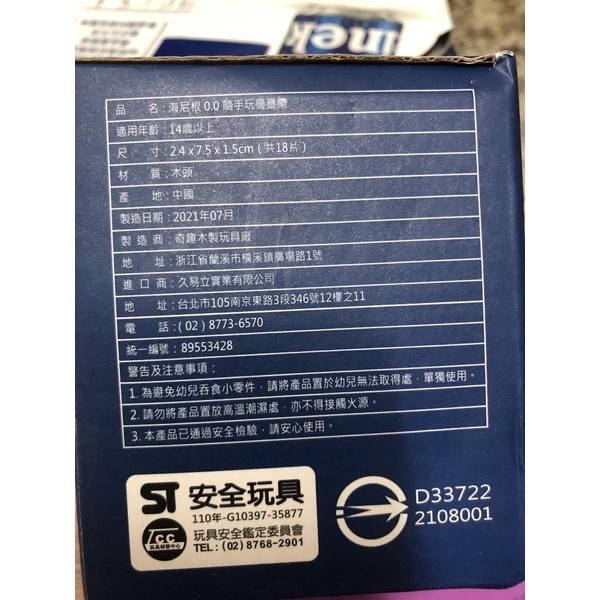 inek
品 名：海尼根 0.0 隨手玩疊疊樂
適用年齡：14歲以上
尺 寸：2.4 x 7.5 x 1.5cm（共18片）
材 質：木頭
產 地：中國
製造日期：2021年07月
製 造 商：奇趣木製玩具廠
地 址：浙江省蘭溪市橫溪鎮廣場路1號
進 口 商：久易立實業有限公司
地 址：台北市105南京東路3段346號12樓之11
電 話：( 02 ) 8773-6570
統一編號：89553428
警告及注意事項：
1. 為避免幼兒吞食小零件，請將產品置於幼兒無法取得處，單獨使用。
2. 請勿將產品置放高溫潮濕處，亦不得接觸火源。
3. 本產品已通過安全檢驗，請安心使用。
ST 安全玩具
110年-G10397-35877
Tcc
玩具研發中心
玩具安全鑑定委員會
TEL：( 02 ) 8768-2901
D33722
2108001